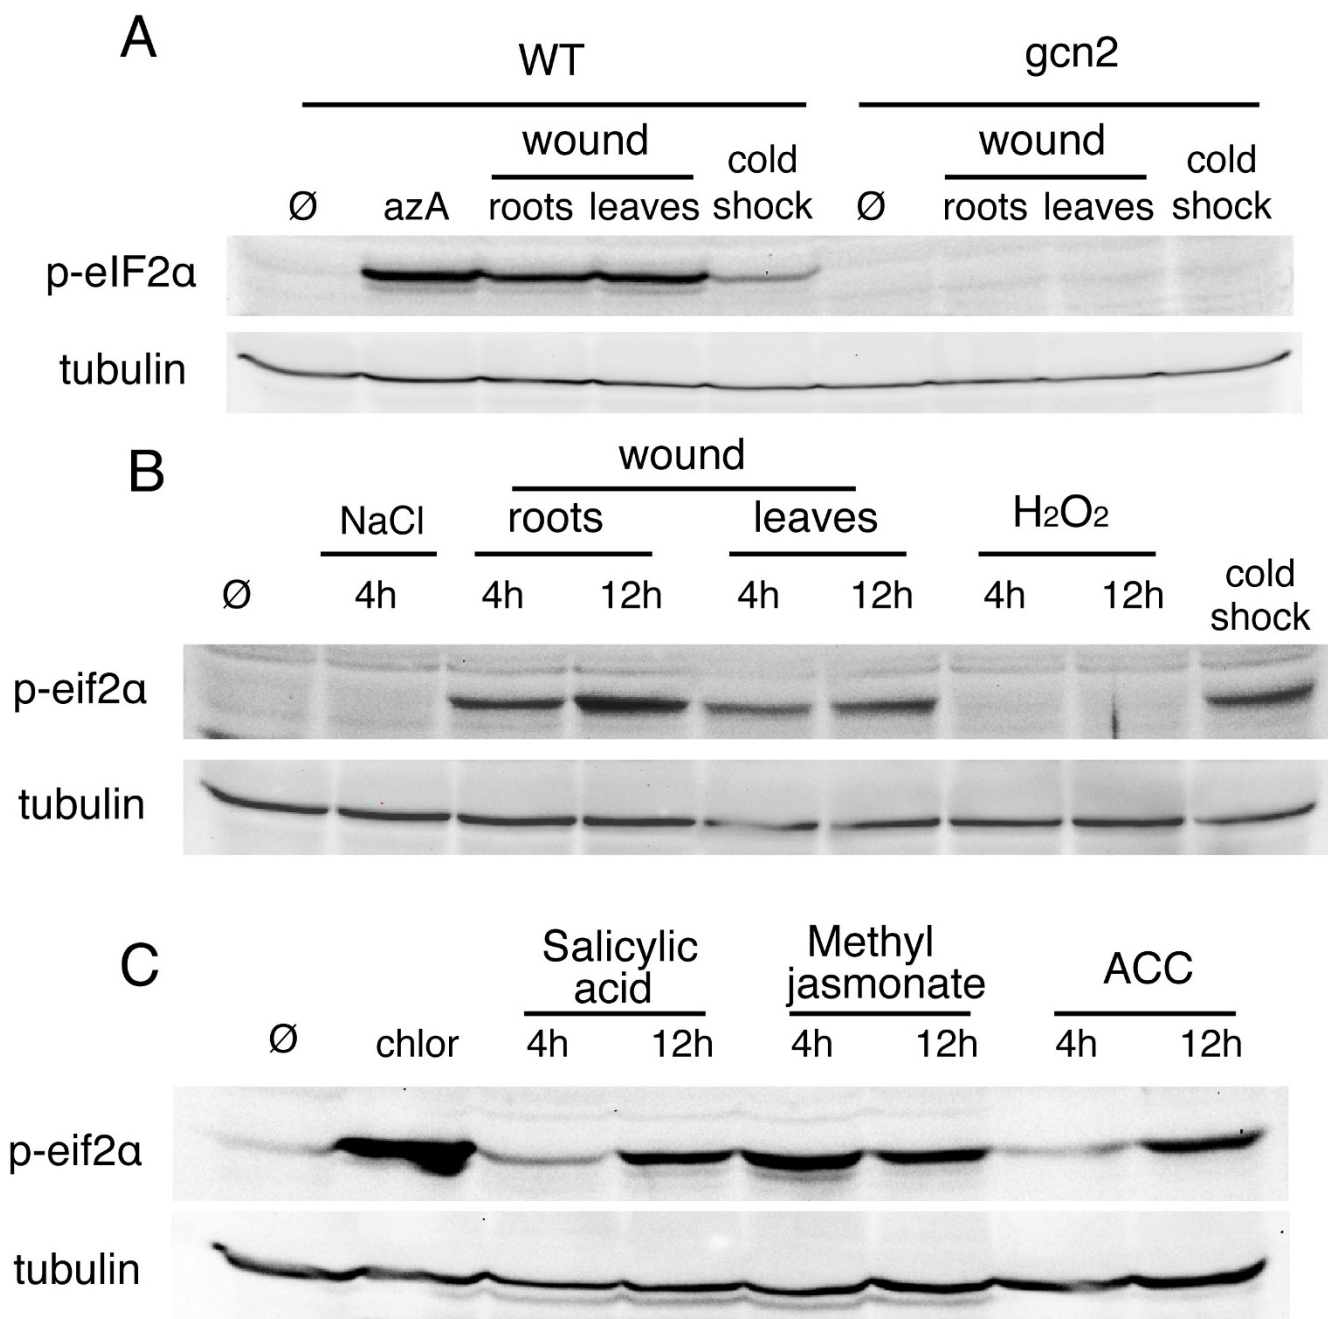 A
WT
gcn2
wound
cold
wound
cold
Ø
azA
roots
leaves
shock
Ø
roots
leaves
shock
p-eIF2α
tubulin
B
wound
NaCl
roots
leaves
H2O2
Ø
4h
4h
12h
4h
12h
4h
12h
cold
shock
p-eif2α
tubulin
C
Salicylic
acid
Methyl
jasmonate
ACC
Ø
chlor
4h
12h
4h
12h
4h
12h
p-eif2α
tubulin